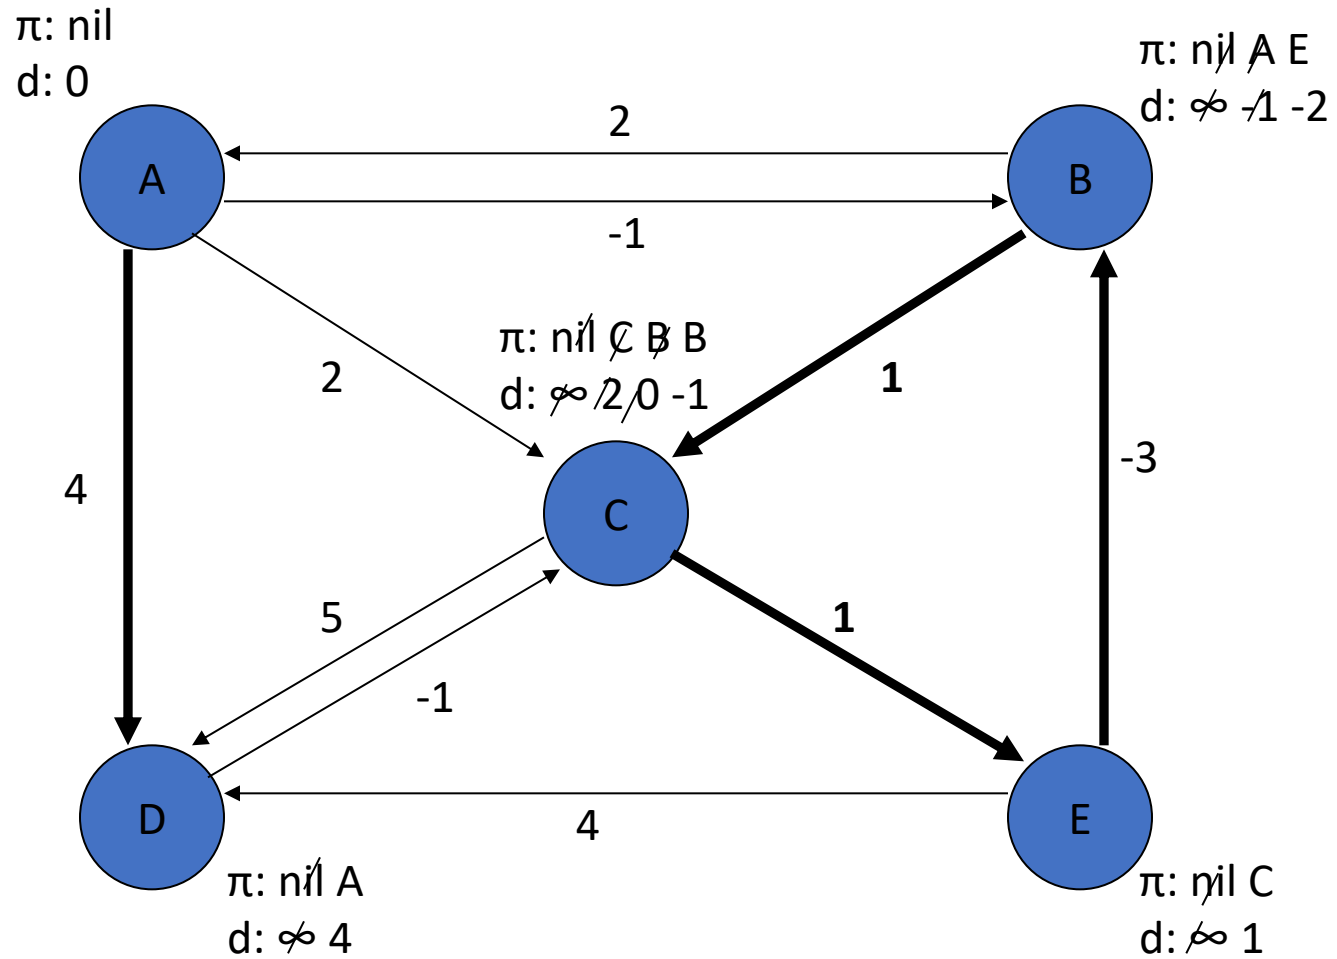 π: nil
d: 0
π: nil A E
d: ∞ -1 -2
2
A
B
-1
π: nil C B B
d: ∞ 2 0 -1
2
1
-3
4
C
5
1
-1
D
4
E
π: nil A
d: ∞ 4
π: nil C
d: ∞ 1